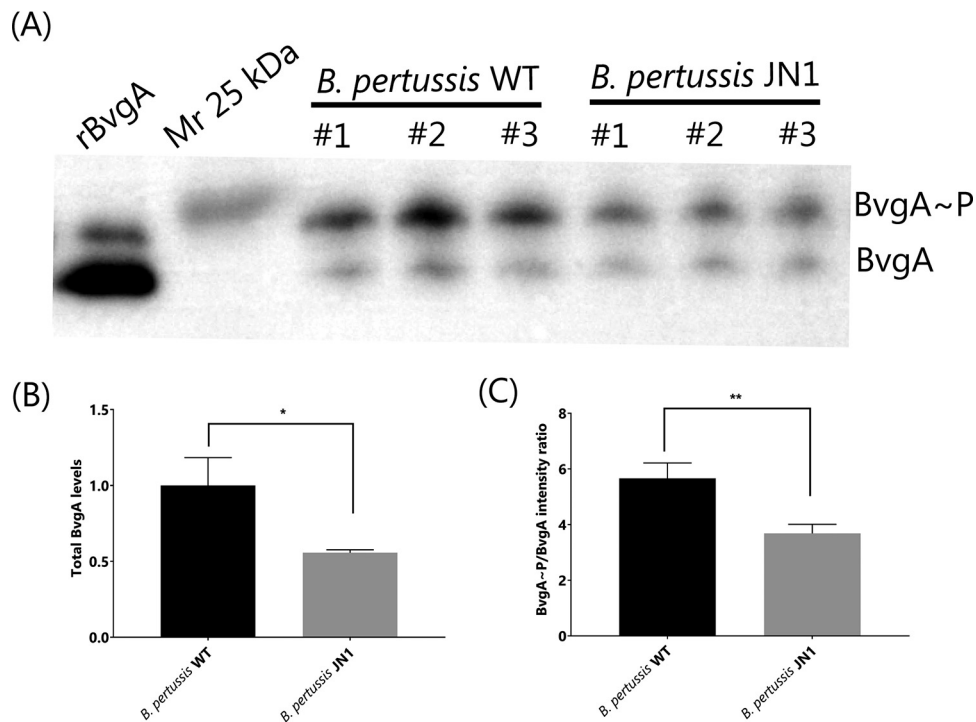 (A)
rBvgA
Mr 25 kDa
B. pertussis WT
B. pertussis JN1
#1
#2
#3
#1
#2
#3
BvgA~P
BvgA
(B)
Total BvgA levels
1.5
1.0
0.5
0.0
*
B. pertussis WT
B. pertussis JN1
(C)
BvgA~P/BvgA intensity ratio
8
6
4
2
0
**
B. pertussis WT
B. pertussis JN1